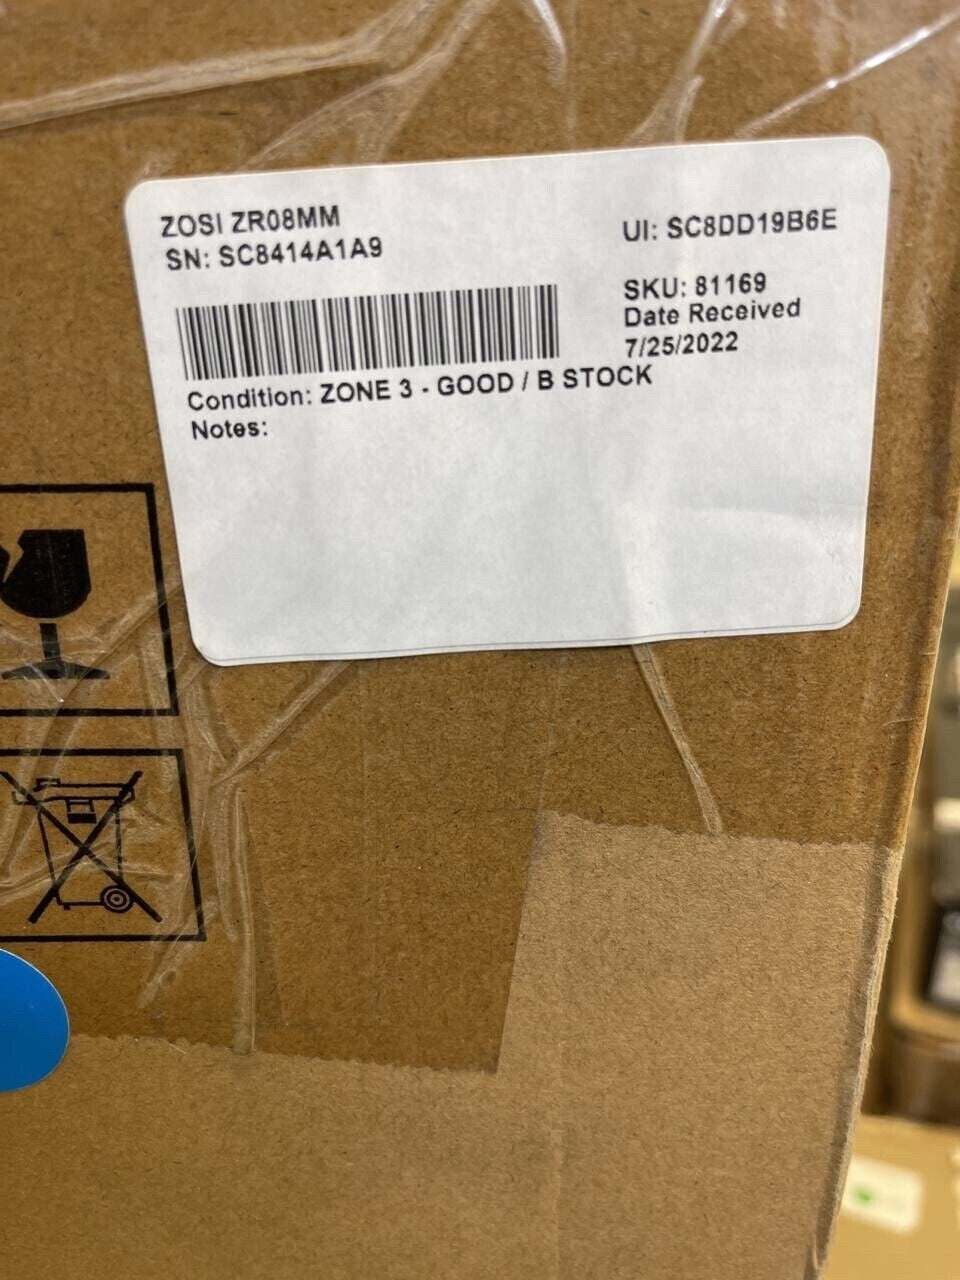 ZOSI ZR08MM
SN: SC8414A1A9
UI: SC8DD19B6E
SKU: 81169
Date Received
7/25/2022
Condition: ZONE 3 - GOOD / B STOCK
Notes: